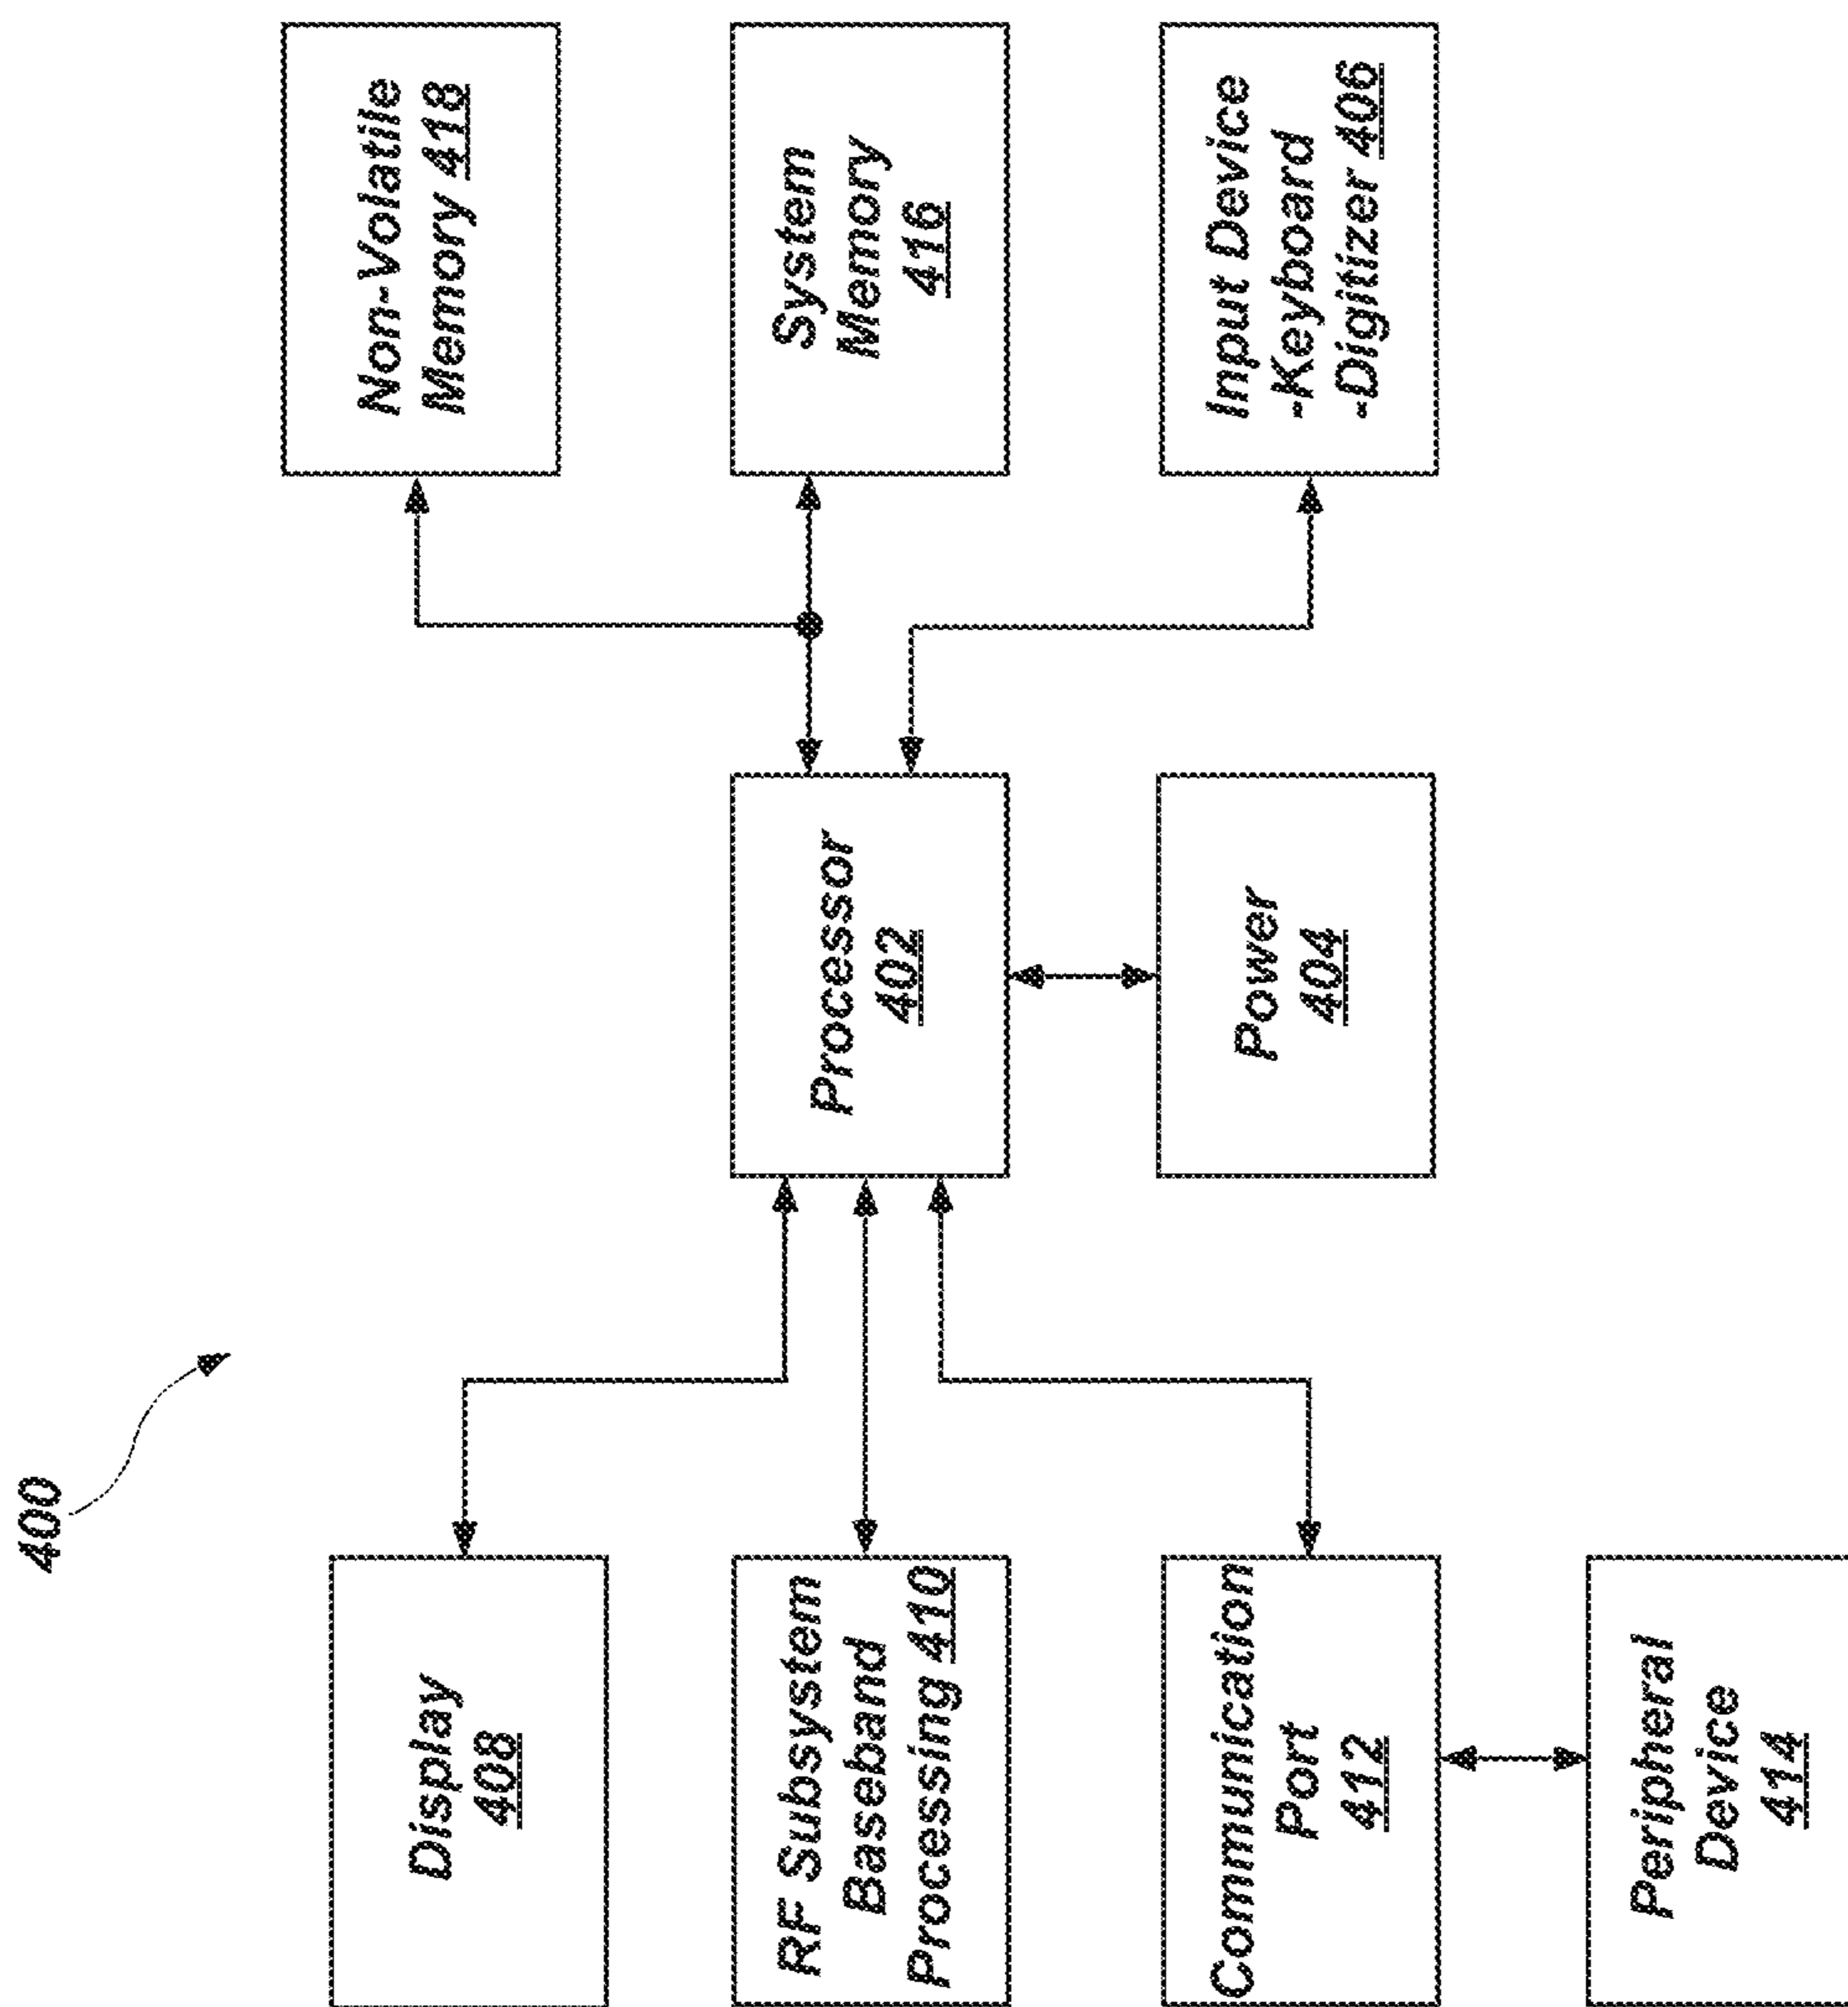 400
Display
408
RF Subsystem
Baseband
Processing 410
Communication
Port
412
Peripheral
Device
414
Processor
402
Power
404
Non-Volatile
Memory 418
System
Memory
416
Input Device
-Keyboard
-Digitizer 406